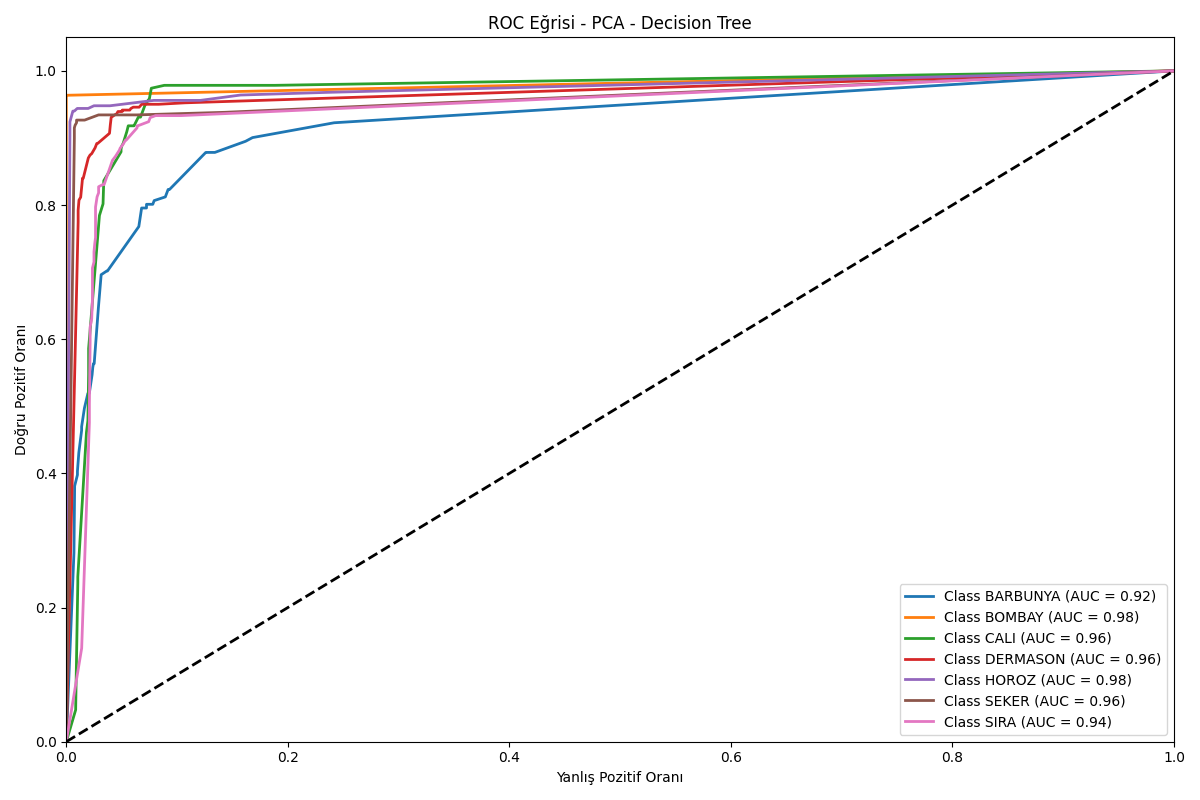 ROC Eğrisi - PCA - Decision Tree
Doğru Pozitif Oranı
1.0
0.8
0.6
0.4
0.2
0.0
0.0 0.2 0.4 0.6 0.8 1.0
Yanlış Pozitif Oranı
Class BARBUNYA (AUC = 0.92)
Class BOMBAY (AUC = 0.98)
Class CALI (AUC = 0.96)
Class DERMASON (AUC = 0.96)
Class HOROZ (AUC = 0.98)
Class SEKER (AUC = 0.96)
Class SIRA (AUC = 0.94)